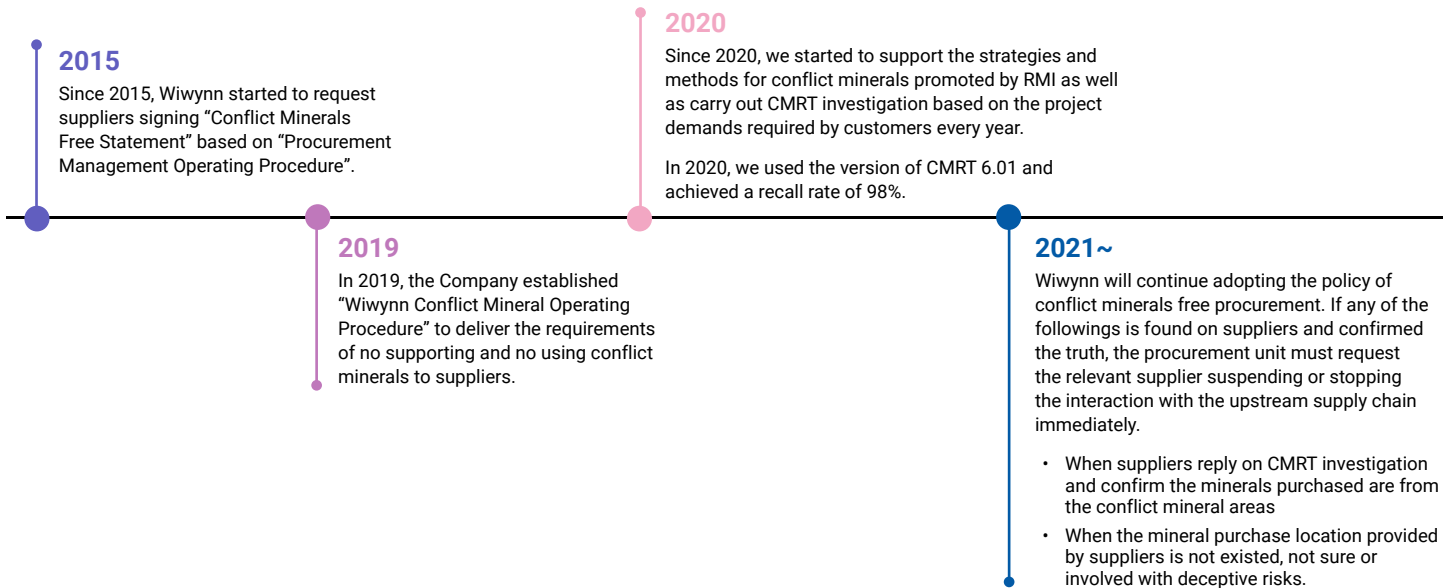 2015
Since 2015, Wiwynn started to request
suppliers signing “Conflict Minerals
Free Statement” based on “Procurement
Management Operating Procedure”.
2019
In 2019, the Company established
“Wiwynn Conflict Mineral Operating
Procedure” to deliver the requirements
of no supporting and no using conflict
minerals to suppliers.
2020
Since 2020, we started to support the strategies and
methods for conflict minerals promoted by RMI as well
as carry out CMRT investigation based on the project
demands required by customers every year.
In 2020, we used the version of CMRT 6.01 and
achieved a recall rate of 98%.
2021~
Wiwynn will continue adopting the policy of
conflict minerals free procurement. If any of the
followings is found on suppliers and confirmed
the truth, the procurement unit must request
the relevant supplier suspending or stopping
the interaction with the upstream supply chain
immediately.
• When suppliers reply on CMRT investigation
and confirm the minerals purchased are from
the conflict mineral areas
• When the mineral purchase location provided
by suppliers is not existed, not sure or
involved with deceptive risks.